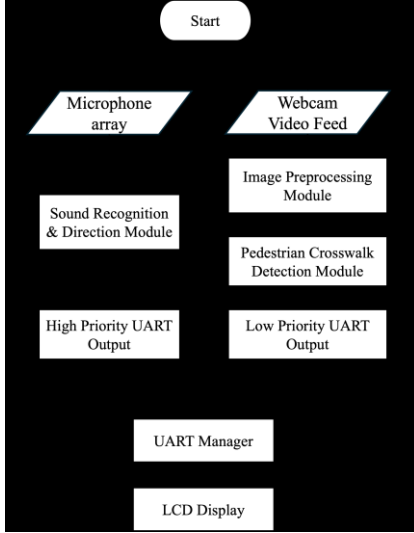 Start
Microphone
array
Webcam
Video Feed
Image Preprocessing
Module
Sound Recognition
& Direction Module
Pedestrian Crosswalk
Detection Module
High Priority UART
Output
Low Priority UART
Output
UART Manager
LCD Display